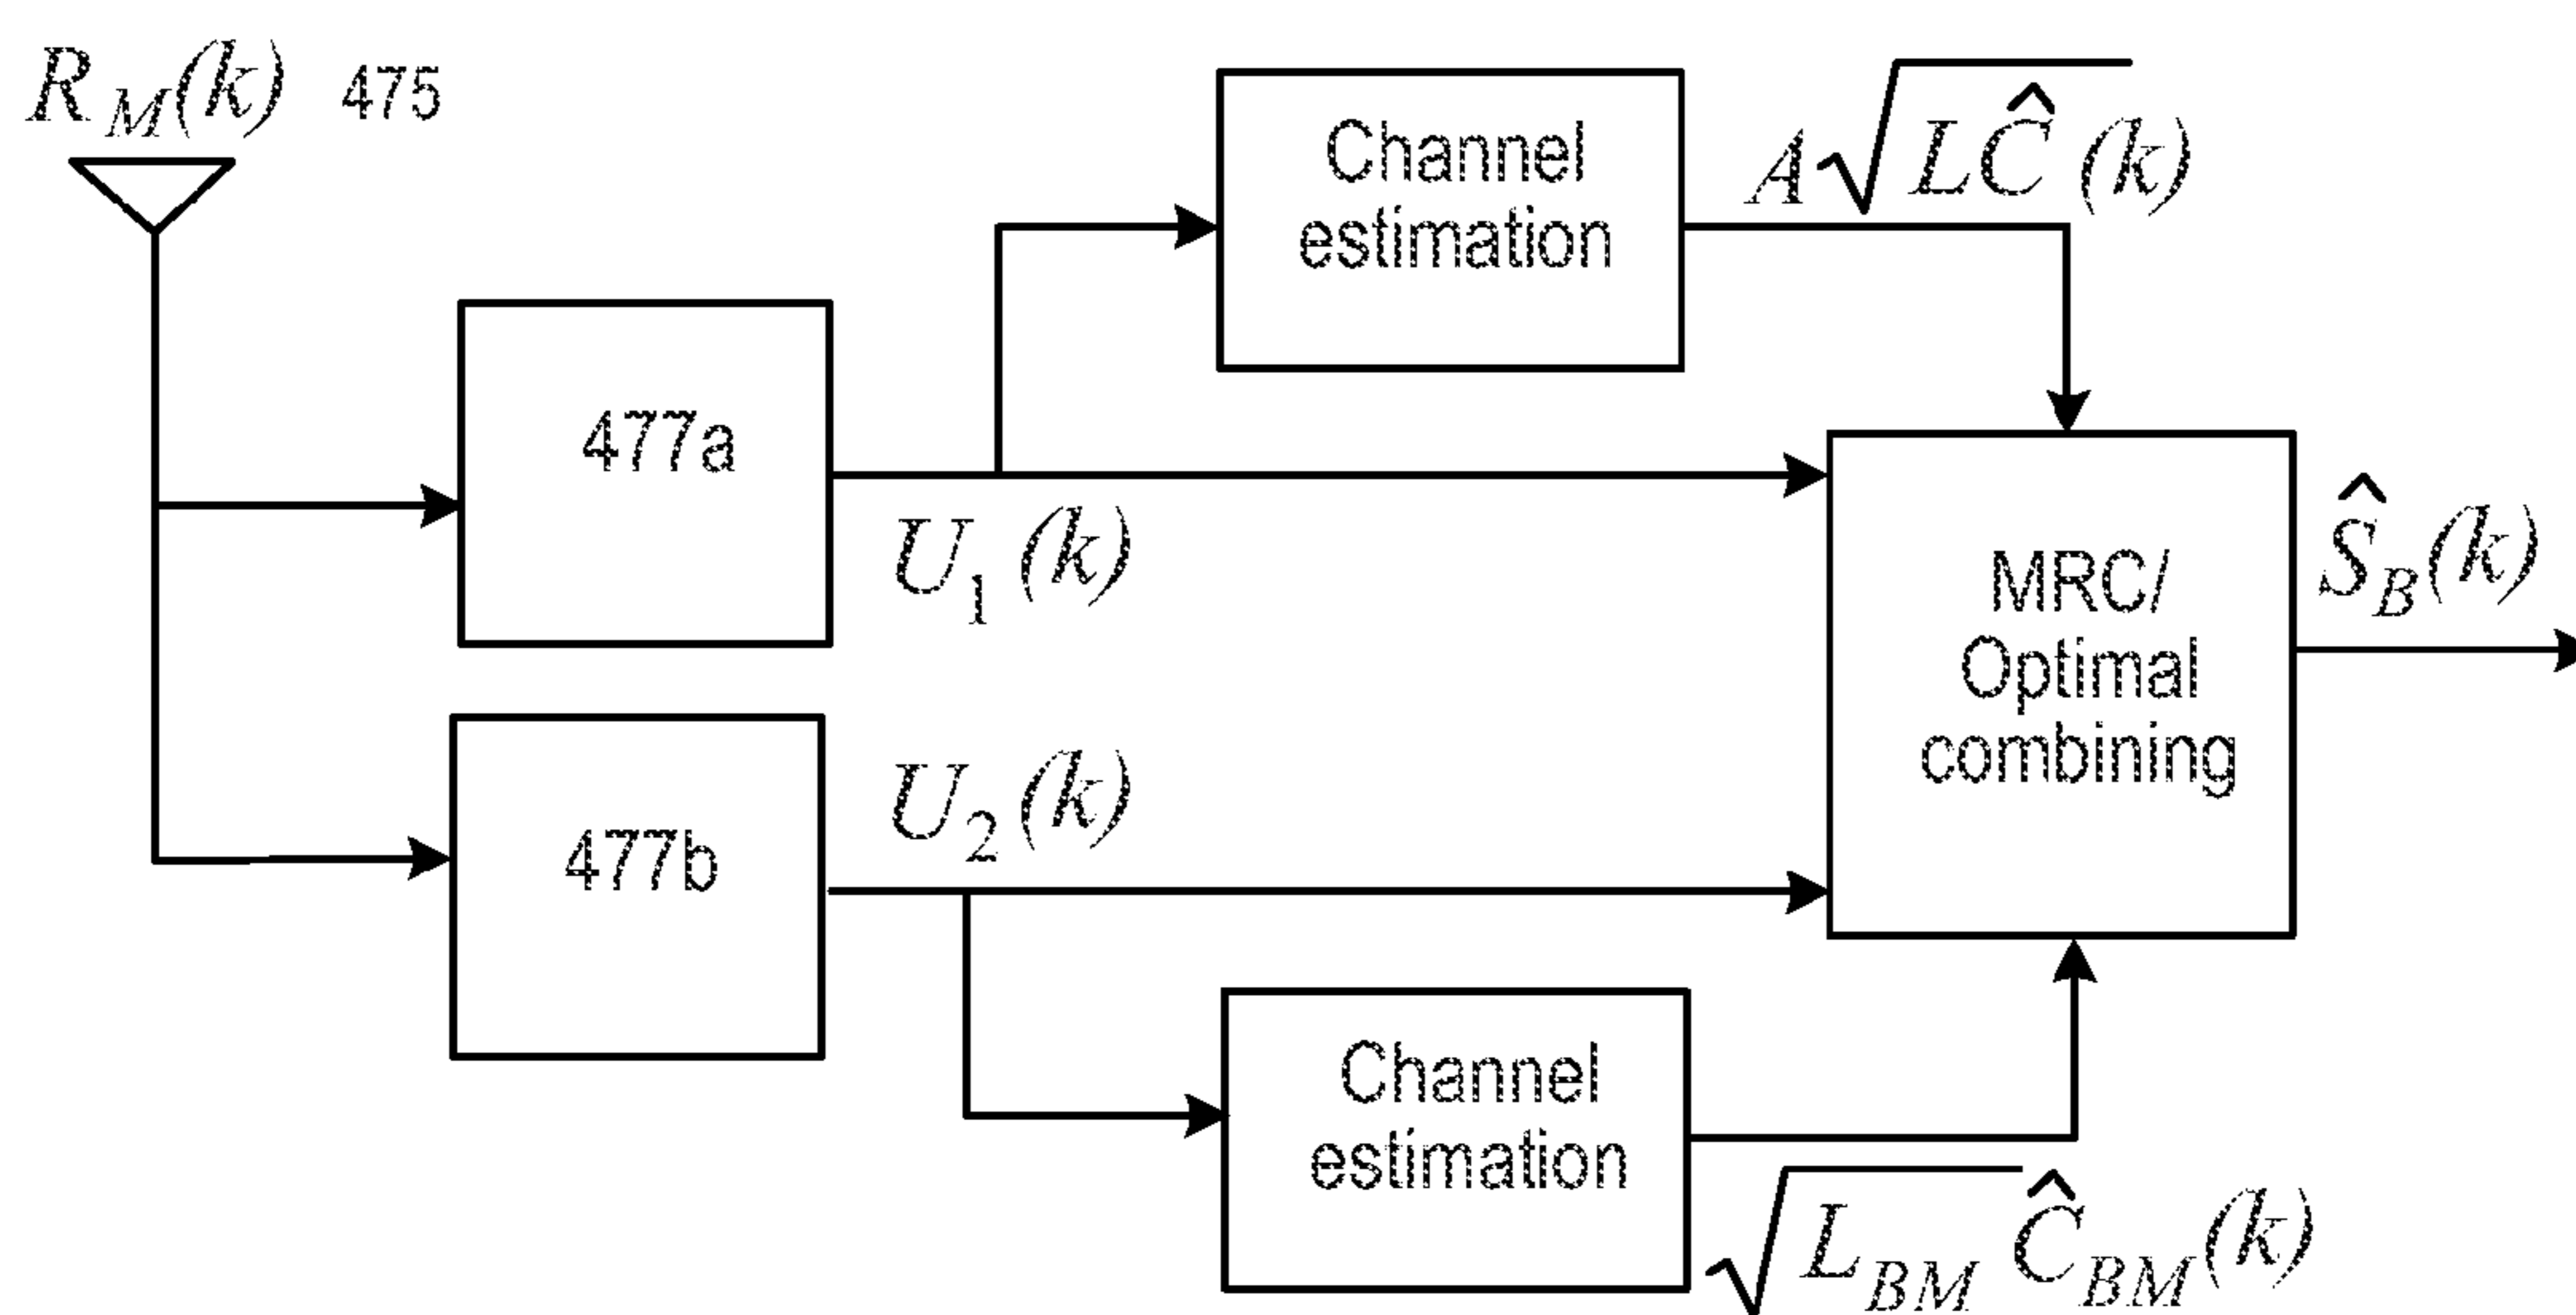 R_M(k) 475
Channel
estimation
A√LĈ(k)
477a
U_1(k)
MRC/
Optimal
combining
Ŝ_B(k)
477b
U_2(k)
Channel
estimation
√L_BM Ĉ_BM(k)